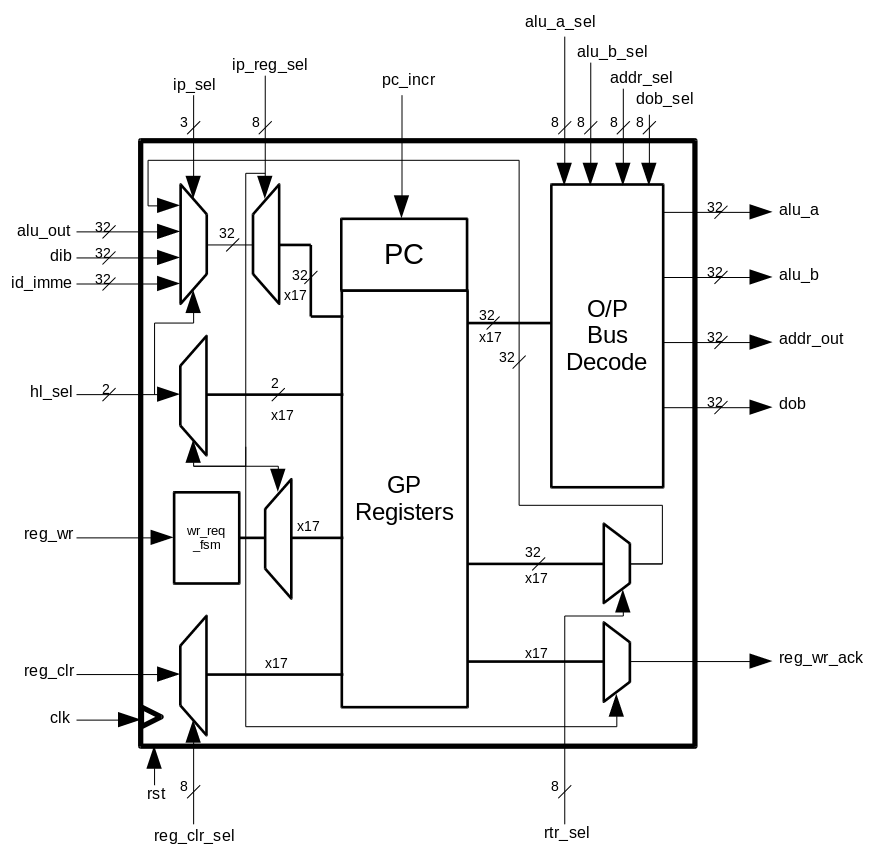 alu_a_sel
alu_b_sel
ip_reg_sel
addr_sel
pc_incr
ip_sel
dob_sel
3
8
8
8
8
8
alu_out
32
32
alu_a
dib
32
32
PC
id_imme
32
32
x17
32
alu_b
O/P
Bus
Decode
32
x17
32
addr_out
32
hl_sel
2
2
x17
32
dob
GP
Registers
reg_wr
wr_req
_fsm
x17
32
x17
reg_clr
x17
x17
reg_wr_ack
clk
rst
8
8
reg_clr_sel
rtr_sel